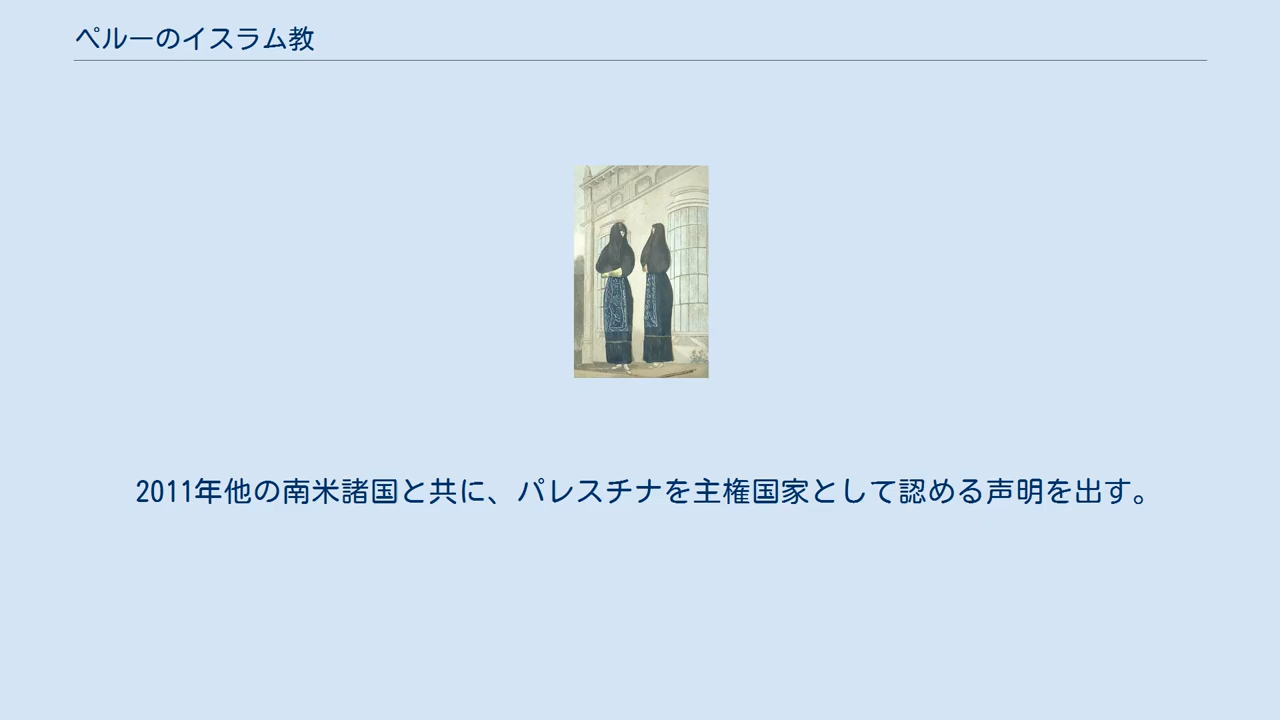 ペルーのイスラム教
2011年他の南米諸国と共に、パレスチナを主権国家として認める声明を出す。